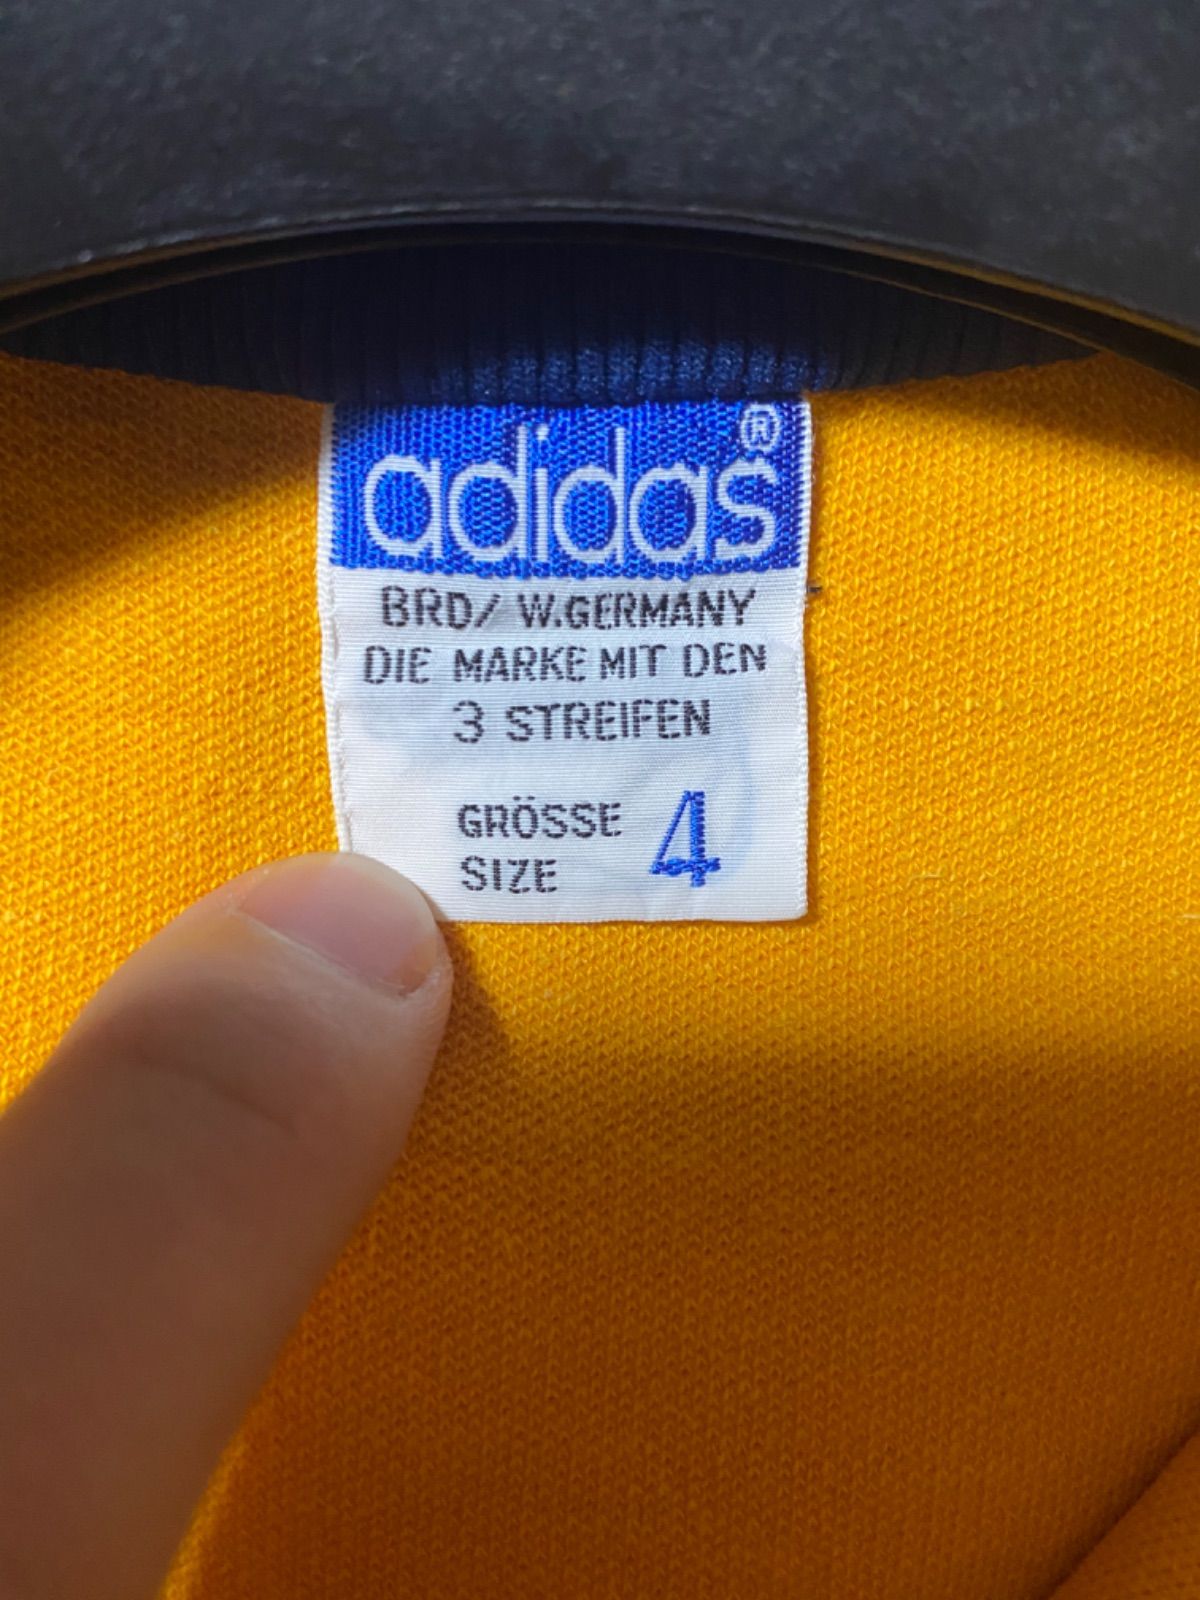 adidas®
BRD/ W.GERMANY
DIE MARKE MIT DEN
3 STREIFEN
GRÖSSE 4
SIZE